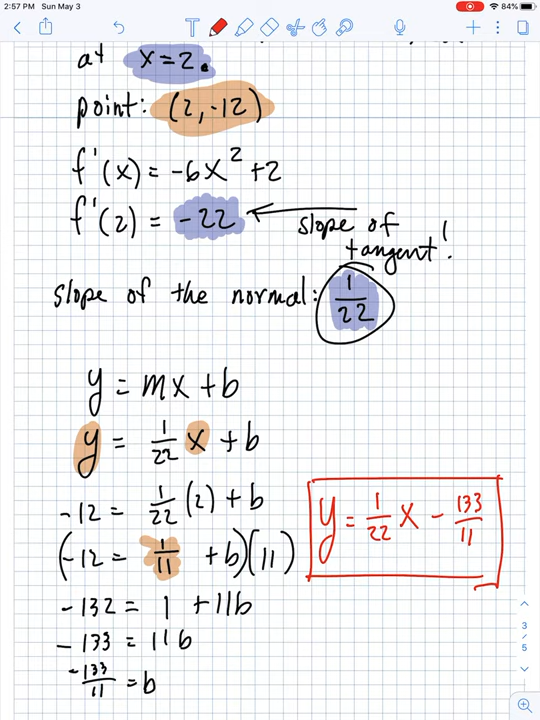 2:57 PM Sun May 3
84%
at x=2.
point: (2, -12)
f'(x) = -6x² + 2
f'(2) = -22
slope of
tangent!
slope of the normal: 1/22
y = mx + b
y = 1/22 x + b
-12 = 1/22 (2) + b
(-12 = 1/11 + b)(11)
y = 1/22 x - 133/11
-132 = 1 + 11b
-133 = 11b
-133/11 = b
3/5